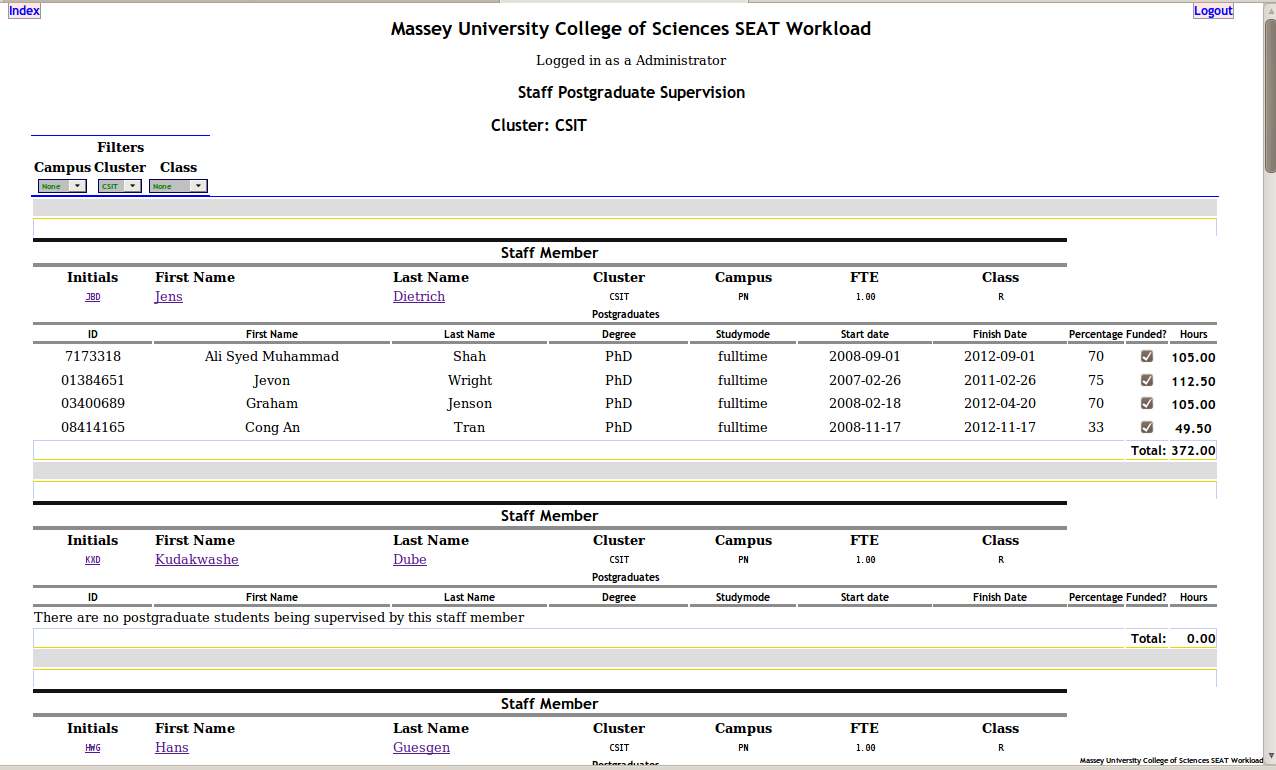 Index Logout
Massey University College of Sciences SEAT Workload
Logged in as a Administrator
Staff Postgraduate Supervision
Cluster: CSIT
Filters
Campus Cluster Class
None CSIT None
Staff Member
Initials First Name Last Name Cluster Campus FTE Class
JBD Jens Dietrich CSIT PN 1.00 R
Postgraduates
ID First Name Last Name Degree Studymode Start date Finish Date Percentage Funded? Hours
7173318 Ali Syed Muhammad Shah PhD fulltime 2008-09-01 2012-09-01 70 105.00
01384651 Jevon Wright PhD fulltime 2007-02-26 2011-02-26 75 112.50
03400689 Graham Jenson PhD fulltime 2008-02-18 2012-04-20 70 105.00
08414165 Cong An Tran PhD fulltime 2008-11-17 2012-11-17 33 49.50
Total: 372.00
Staff Member
Initials First Name Last Name Cluster Campus FTE Class
KXD Kudakwashe Dube CSIT PN 1.00 R
Postgraduates
ID First Name Last Name Degree Studymode Start date Finish Date Percentage Funded? Hours
There are no postgraduate students being supervised by this staff member
Total: 0.00
Staff Member
Initials First Name Last Name Cluster Campus FTE Class
HWG Hans Guesgen CSIT PN 1.00 R
Postgraduates
Massey University College of Sciences SEAT Workload